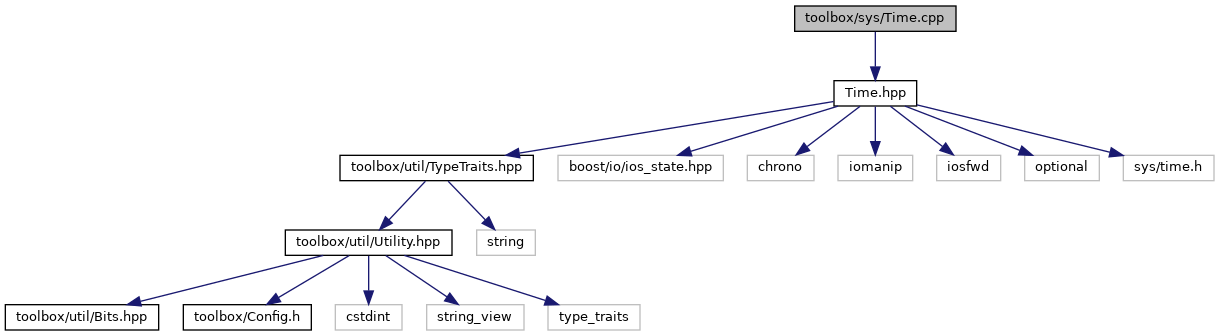 toolbox/sys/Time.cpp
Time.hpp
toolbox/util/TypeTraits.hpp
boost/io/ios_state.hpp
chrono
iomanip
iosfwd
optional
sys/time.h
toolbox/util/Utility.hpp
string
toolbox/util/Bits.hpp
toolbox/Config.h
cstdint
string_view
type_traits